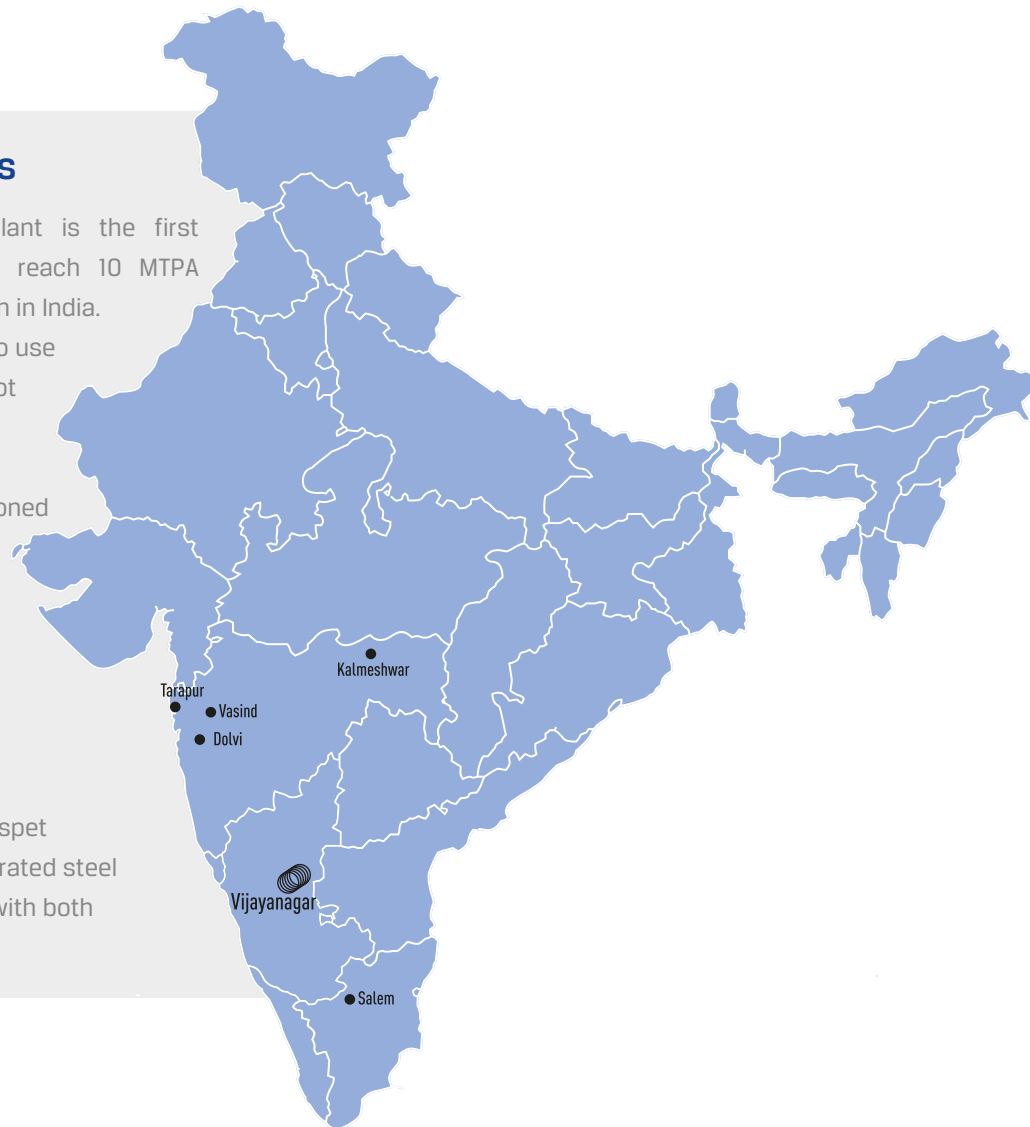 s
lant is the first
reach 10 MTPA
n in India.
o use
ot
oned
spet
rated steel
with both
Kalmeshwar
Tarapur
Vasind
Dolvi
Vijayanagar
Salem